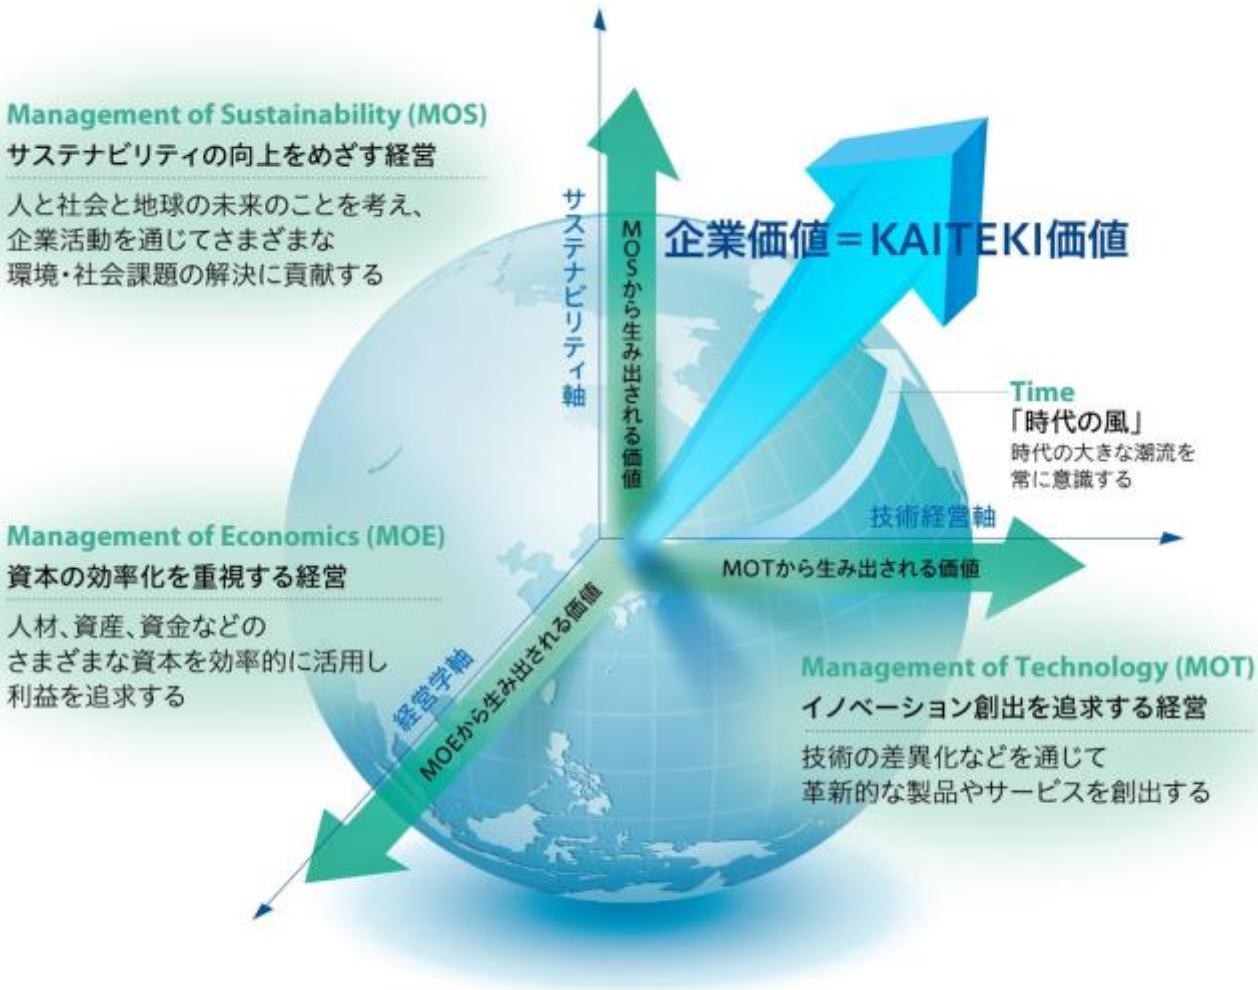 Management of Sustainability (MOS)
サステナビリティの向上をめざす経営
人と社会と地球の未来のことを考え、
企業活動を通じてさまざまな
環境・社会課題の解決に貢献する
サステナビリティ軸
MOSから生み出される価値
企業価値=KAITEKI価値
Time
「時代の風」
時代の大きな潮流を
常に意識する
技術経営軸
MOTから生み出される価値
Management of Economics (MOE)
資本の効率化を重視する経営
人材、資産、資金などの
さまざまな資本を効率的に活用し
利益を追求する
経営学軸
MOEから生み出される価値
Management of Technology (MOT)
イノベーション創出を追求する経営
技術の差異化などを通じて
革新的な製品やサービスを創出する